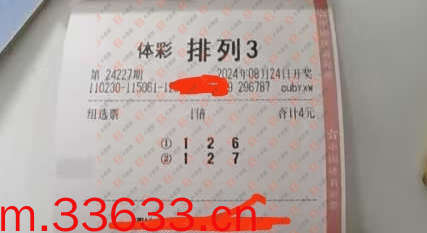 体彩 排列3
第 24227期 2024年08月24日开奖
110230-115061-1 9 296787 oubyxw
组选票 1倍 合计4元
① 1 2 6
② 1 2 7
m.33633.cn